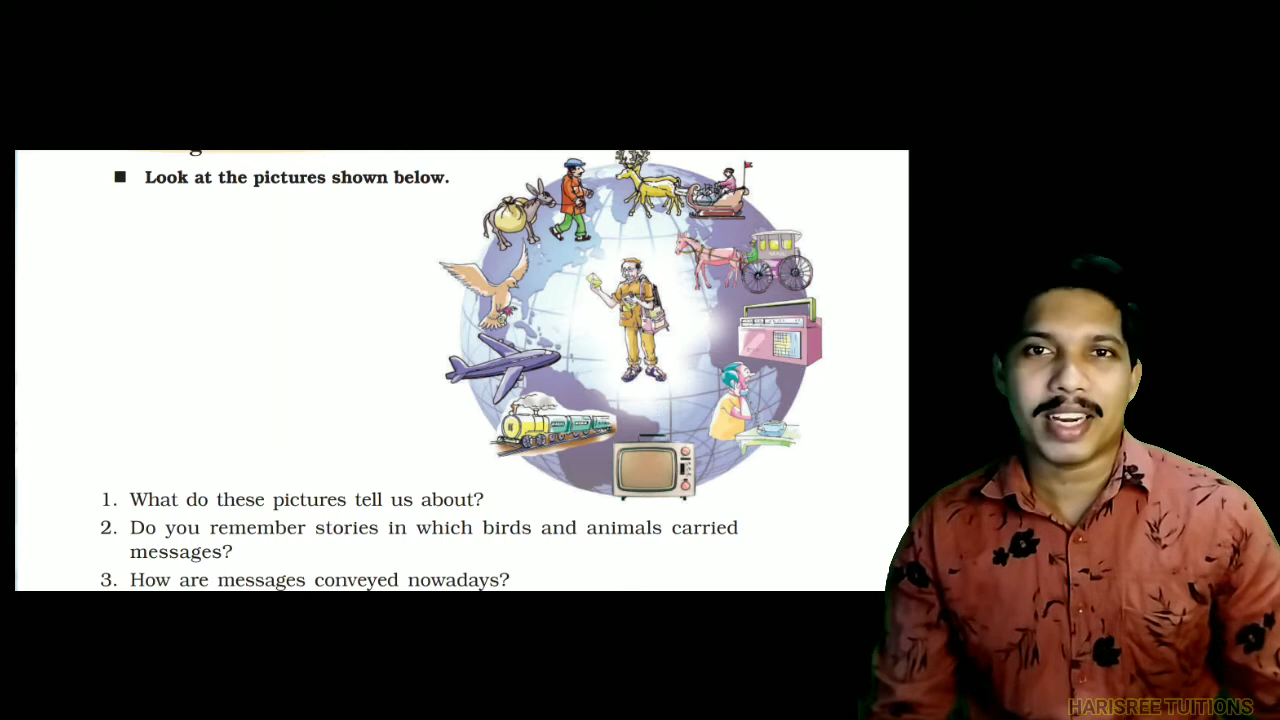 ■ Look at the pictures shown below.
1. What do these pictures tell us about?
2. Do you remember stories in which birds and animals carried
messages?
3. How are messages conveyed nowadays?
HARISREE TUITIONS